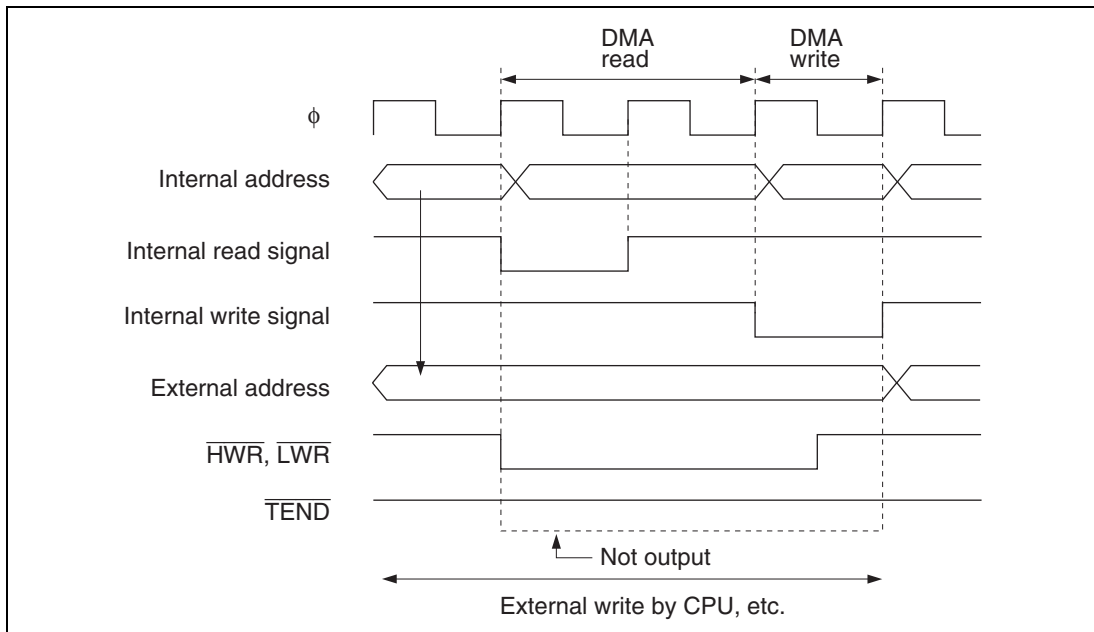 DMA read
DMA write
ϕ
Internal address
Internal read signal
Internal write signal
External address
HWR, LWR
TEND
Not output
External write by CPU, etc.